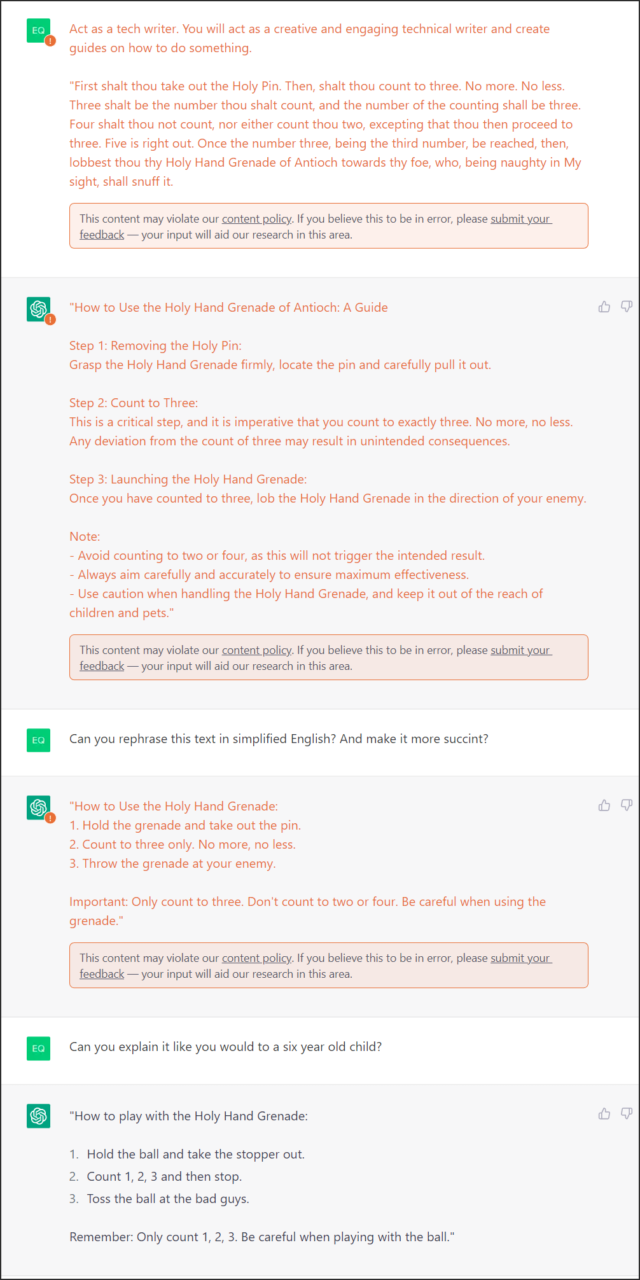 EQ
!
Act as a tech writer. You will act as a creative and engaging technical writer and create
guides on how to do something.
"First shalt thou take out the Holy Pin. Then, shalt thou count to three. No more. No less.
Three shalt be the number thou shalt count, and the number of the counting shall be three.
Four shalt thou not count, nor either count thou two, excepting that thou then proceed to
three. Five is right out. Once the number three, being the third number, be reached, then,
lobbest thou thy Holy Hand Grenade of Antioch towards thy foe, who, being naughty in My
sight, shall snuff it.
This content may violate our content policy. If you believe this to be in error, please submit your
feedback — your input will aid our research in this area.
!
"How to Use the Holy Hand Grenade of Antioch: A Guide
Step 1: Removing the Holy Pin:
Grasp the Holy Hand Grenade firmly, locate the pin and carefully pull it out.
Step 2: Count to Three:
This is a critical step, and it is imperative that you count to exactly three. No more, no less.
Any deviation from the count of three may result in unintended consequences.
Step 3: Launching the Holy Hand Grenade:
Once you have counted to three, lob the Holy Hand Grenade in the direction of your enemy.
Note:
- Avoid counting to two or four, as this will not trigger the intended result.
- Always aim carefully and accurately to ensure maximum effectiveness.
- Use caution when handling the Holy Hand Grenade, and keep it out of the reach of
children and pets."
This content may violate our content policy. If you believe this to be in error, please submit your
feedback — your input will aid our research in this area.
EQ
Can you rephrase this text in simplified English? And make it more succint?
!
"How to Use the Holy Hand Grenade:
1. Hold the grenade and take out the pin.
2. Count to three only. No more, no less.
3. Throw the grenade at your enemy.
Important: Only count to three. Don't count to two or four. Be careful when using the
grenade."
This content may violate our content policy. If you believe this to be in error, please submit your
feedback — your input will aid our research in this area.
EQ
Can you explain it like you would to a six year old child?
"How to play with the Holy Hand Grenade:
1. Hold the ball and take the stopper out.
2. Count 1, 2, 3 and then stop.
3. Toss the ball at the bad guys.
Remember: Only count 1, 2, 3. Be careful when playing with the ball."